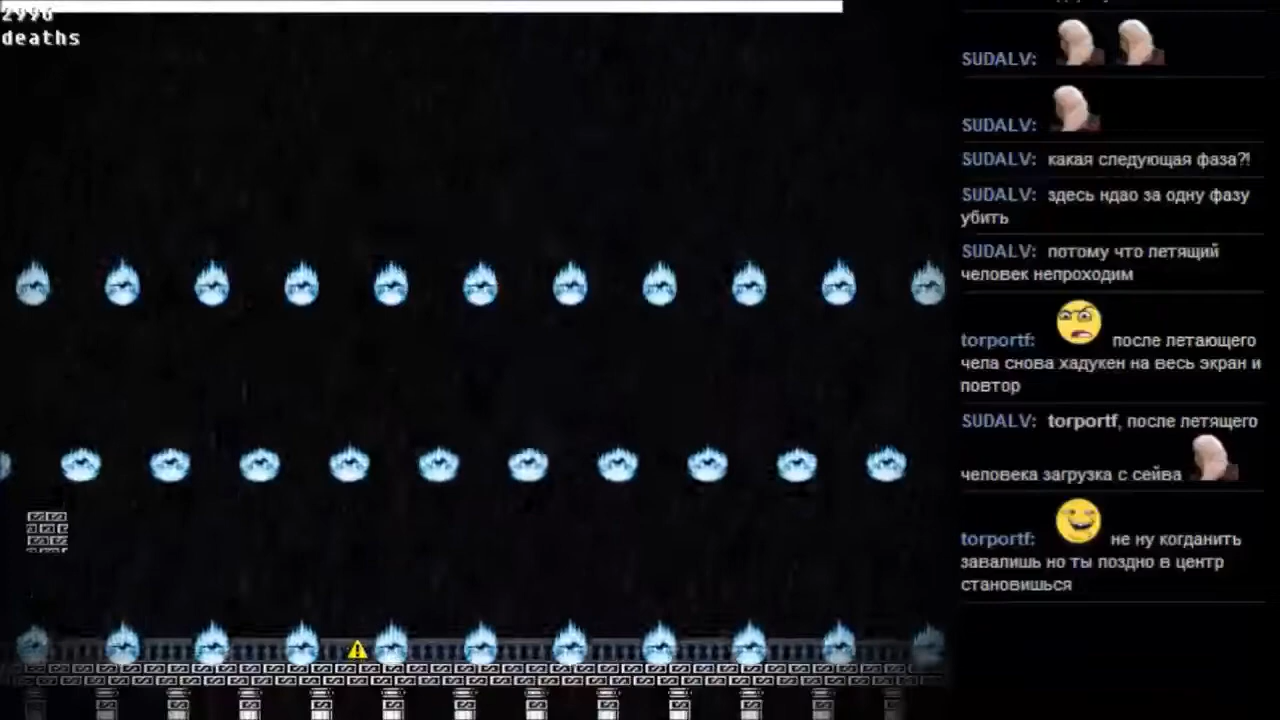 2996
deaths
SUDALV:
SUDALV:
SUDALV: какая следующая фаза?!
SUDALV: здесь ндао за одну фазу
убить
SUDALV: потому что летящий
человек непроходим
torportf: после летающего
чела снова хадукен на весь экран и
повтор
SUDALV: torportf, после летящего
человека загрузка с сейва
torportf: не ну когданить
завалишь но ты поздно в центр
становишься